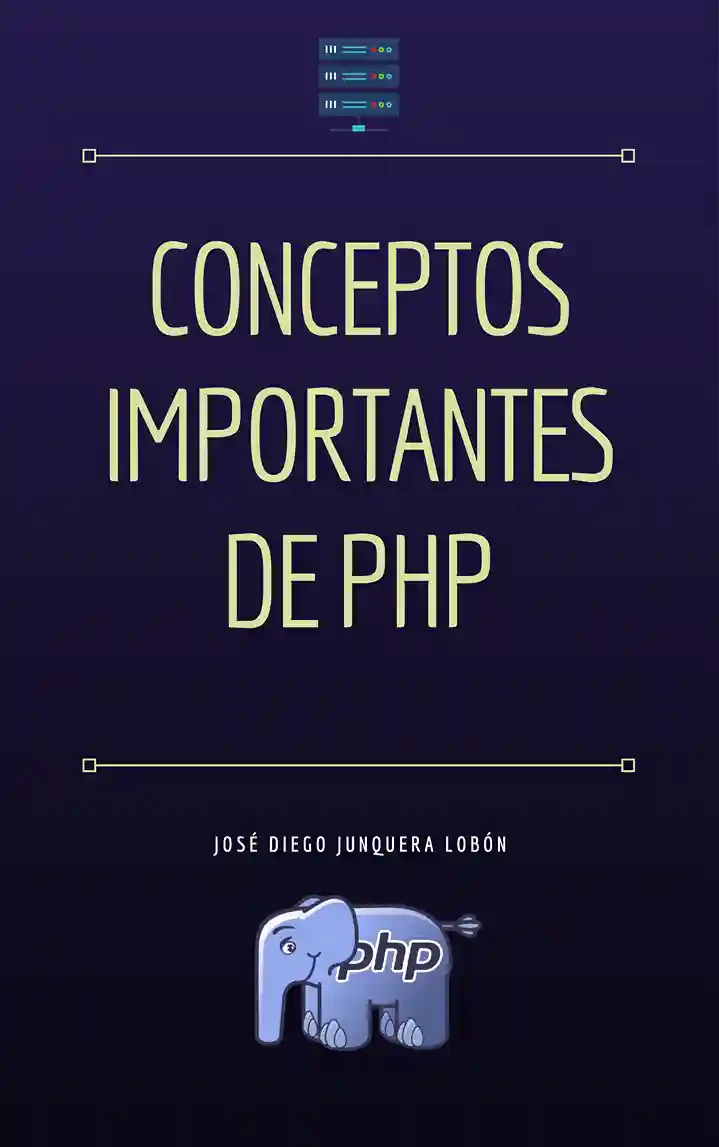 CONCEPTOS
IMPORTANTES
DE PHP
JOSÉ DIEGO JUNQUERA LOBÓN
php